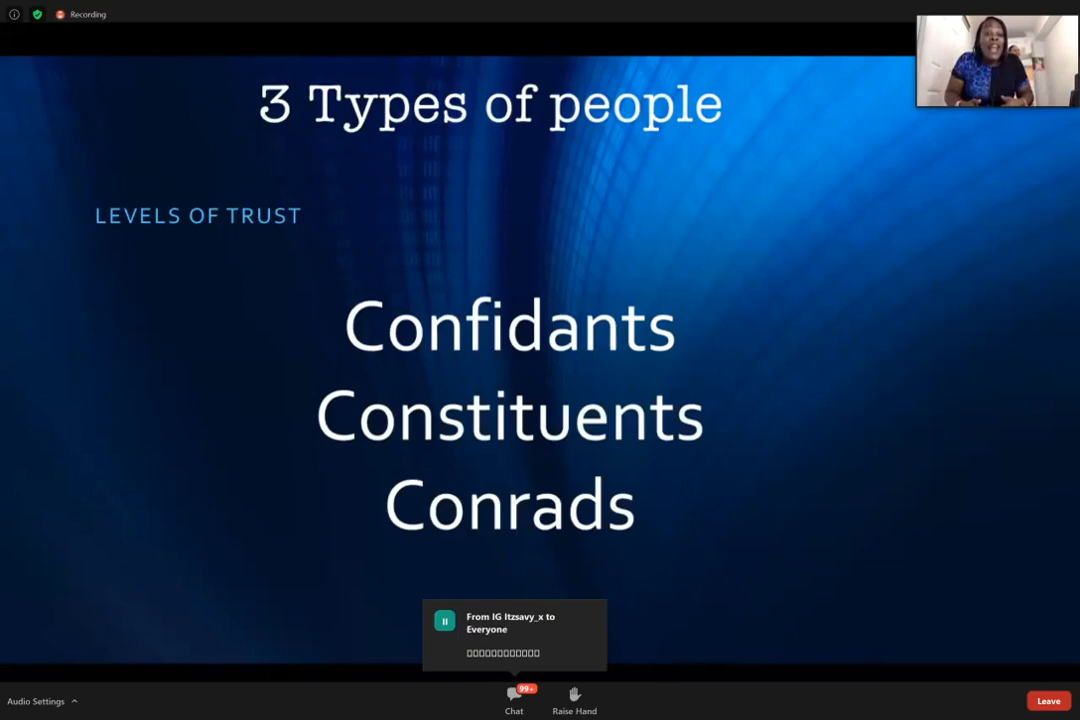 Recording
3 Types of people
LEVELS OF TRUST
Confidants
Constituents
Conrads
From IG Itzsavy_x to
Everyone
99+
Audio Settings
Chat
Raise Hand
Leave